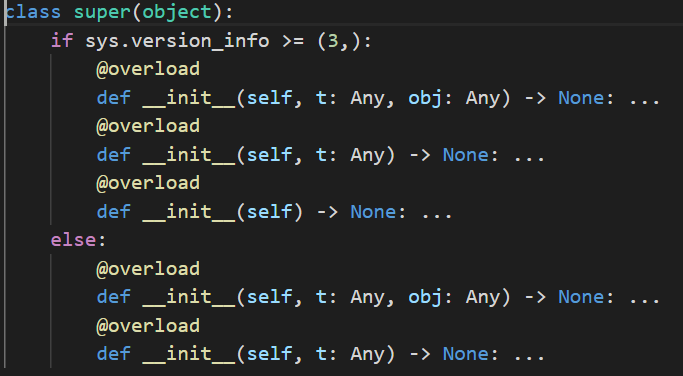 class super(object):
    if sys.version_info >= (3,):
        @overload
        def __init__(self, t: Any, obj: Any) -> None: ...
        @overload
        def __init__(self, t: Any) -> None: ...
        @overload
        def __init__(self) -> None: ...
    else:
        @overload
        def __init__(self, t: Any, obj: Any) -> None: ...
        @overload
        def __init__(self, t: Any) -> None: ...